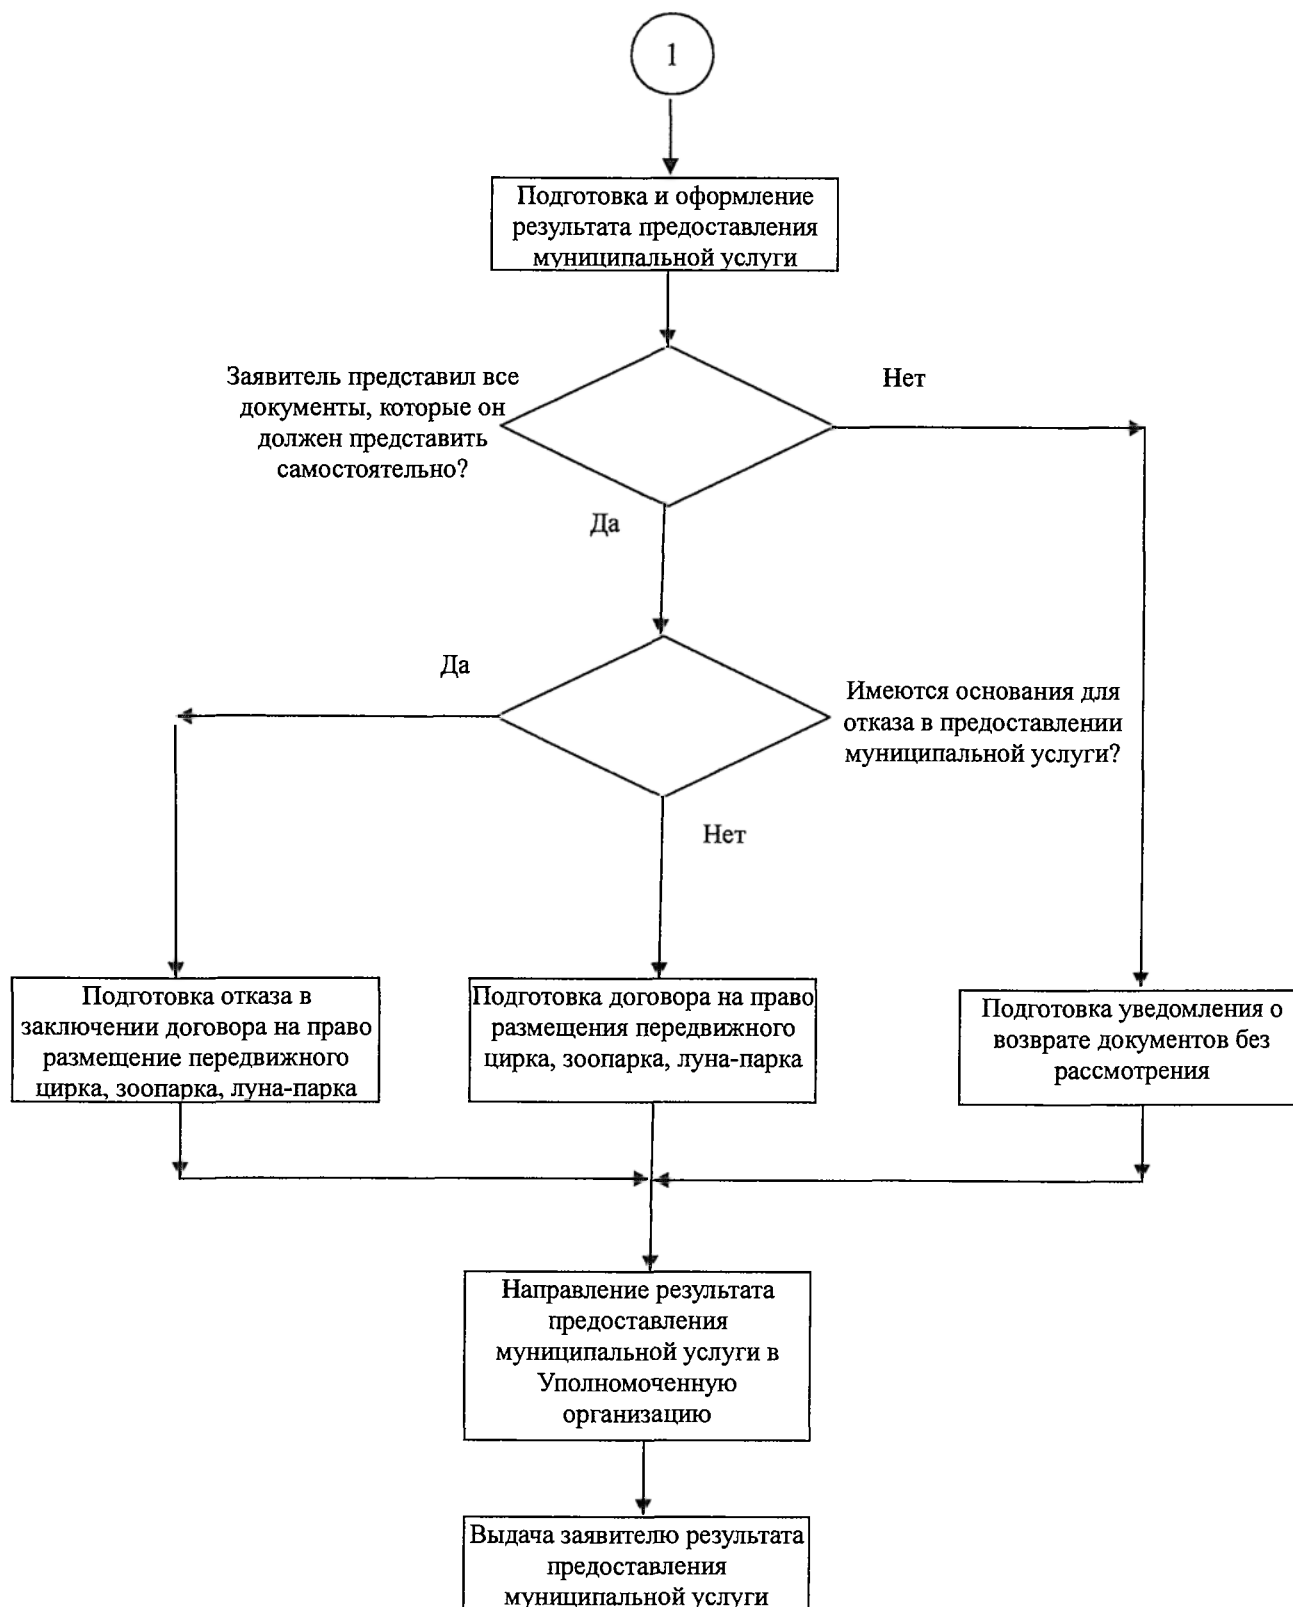 1
Подготовка и оформление
результата предоставления
муниципальной услуги
Заявитель представил все
документы, которые он
должен представить
самостоятельно?
Нет
Да
Да
Имеются основания для
отказа в предоставлении
муниципальной услуги?
Нет
Подготовка отказа в
заключении договора на право
размещение передвижного
цирка, зоопарка, луна-парка
Подготовка договора на право
размещения передвижного
цирка, зоопарка, луна-парка
Подготовка уведомления о
возврате документов без
рассмотрения
Направление результата
предоставления
муниципальной услуги в
Уполномоченную
организацию
Выдача заявителю результата
предоставления
муниципальной услуги